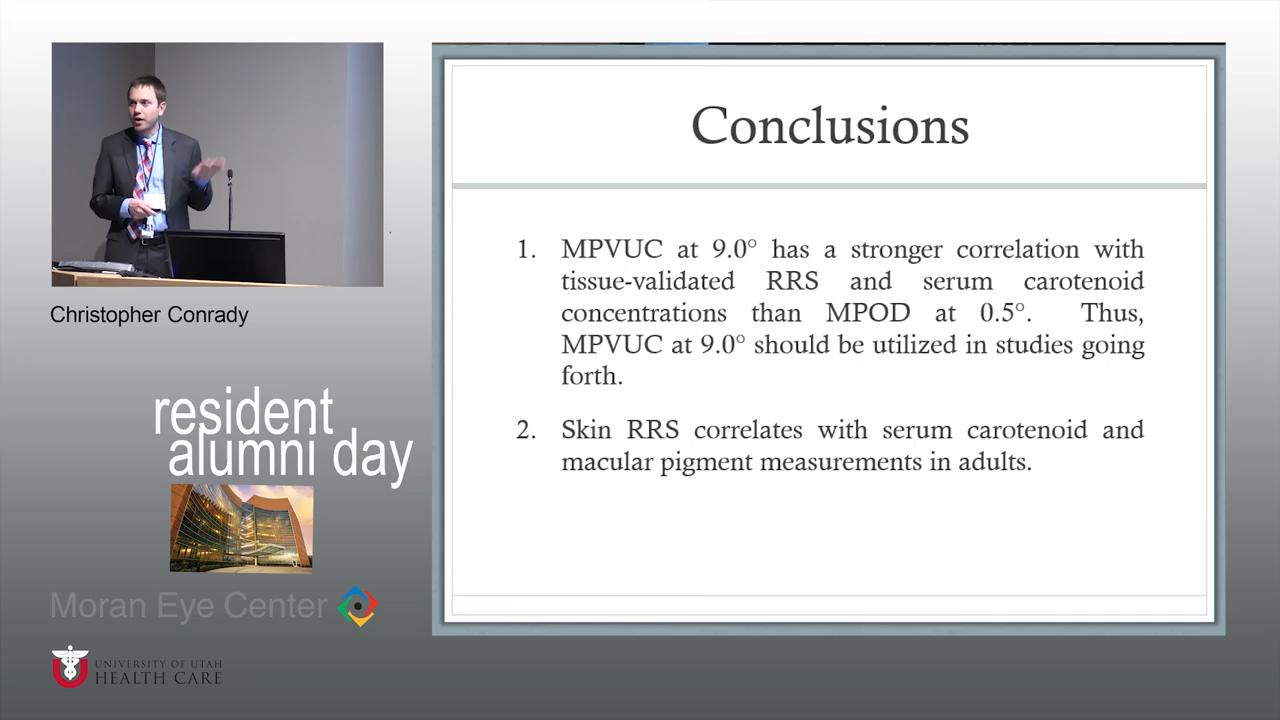 Conclusions
1. MPVUC at 9.0° has a stronger correlation with
tissue-validated RRS and serum carotenoid
concentrations than MPOD at 0.5°. Thus,
MPVUC at 9.0° should be utilized in studies going
forth.
2. Skin RRS correlates with serum carotenoid and
macular pigment measurements in adults.
Christopher Conrady
resident
alumni day
Moran Eye Center
UNIVERSITY OF UTAH
HEALTH CARE